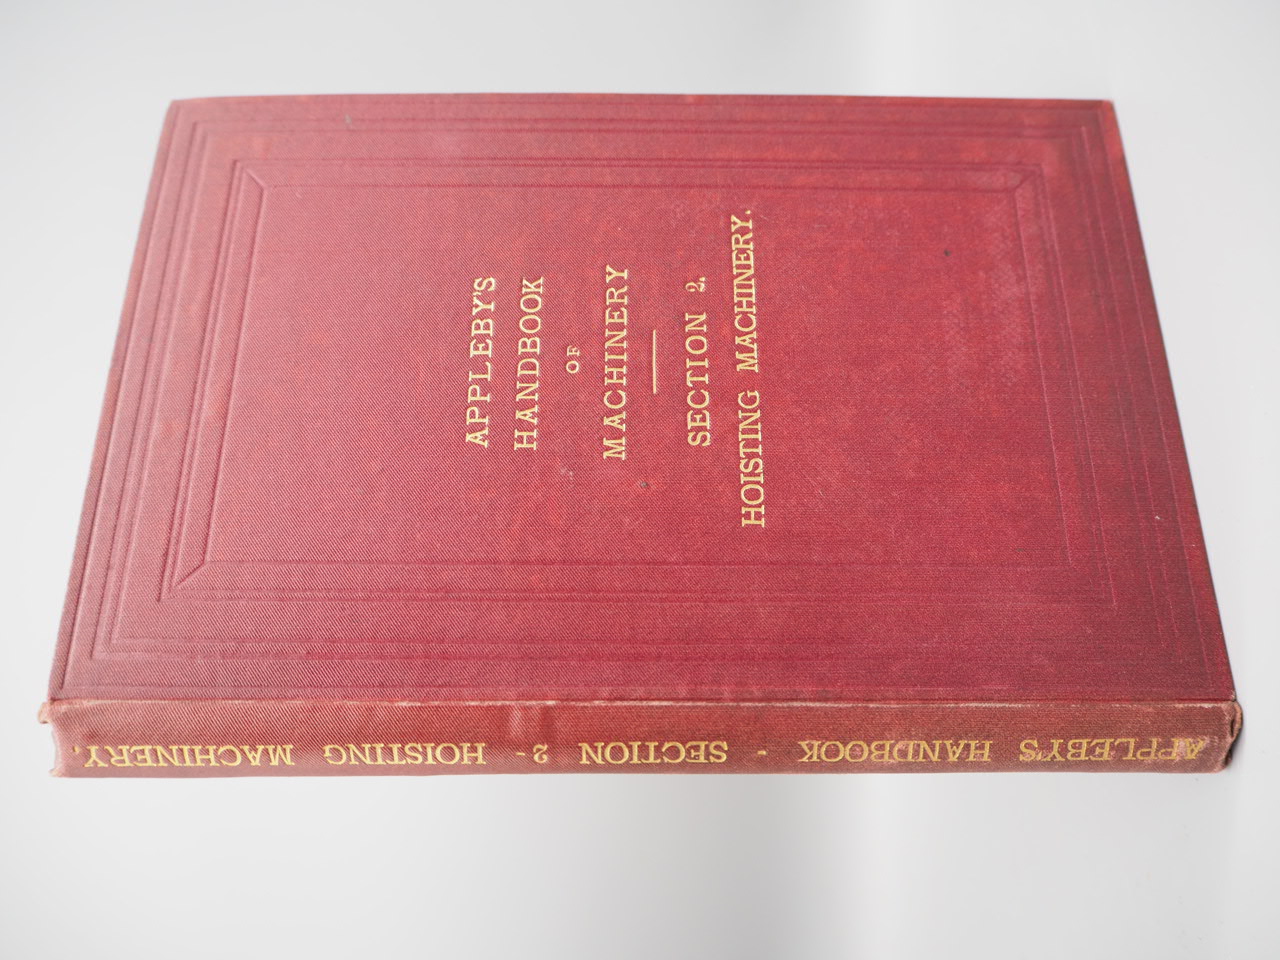 APPLEBY'S
HANDBOOK
OF
MACHINERY
SECTION 2.
HOISTING MACHINERY.
APPLEBY'S HANDBOOK - SECTION 2 - HOISTING MACHINERY.